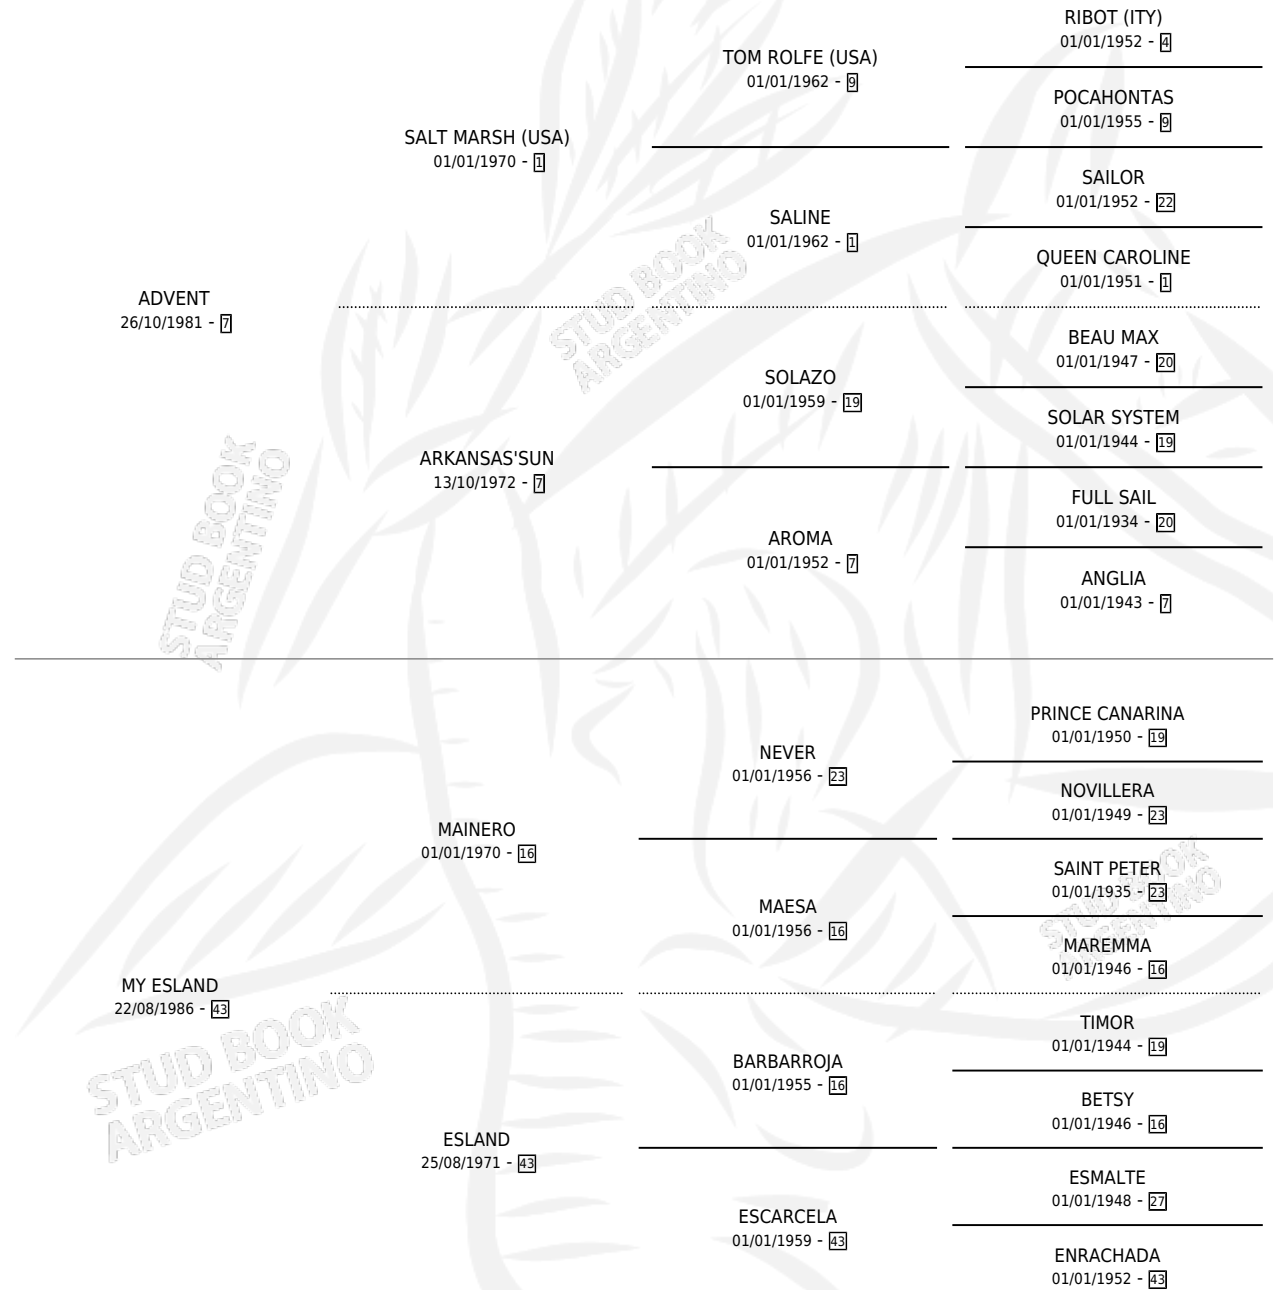 RIBOT (ITY)
01/01/1952 - 4
TOM ROLFE (USA)
01/01/1962 - 9
POCAHONTAS
01/01/1955 - 9
SALT MARSH (USA)
01/01/1970 - 1
SAILOR
01/01/1952 - 22
SALINE
01/01/1962 - 1
QUEEN CAROLINE
01/01/1951 - 1
ADVENT
26/10/1981 - 7
STUD BOOK
ARGENTINO
BEAU MAX
01/01/1947 - 20
SOLAZO
01/01/1959 - 19
SOLAR SYSTEM
01/01/1944 - 19
ARKANSAS'SUN
13/10/1972 - 7
FULL SAIL
01/01/1934 - 20
AROMA
01/01/1952 - 7
ANGLIA
01/01/1943 - 7
STUD BOOK
ARGENTINO
PRINCE CANARINA
01/01/1950 - 19
NEVER
01/01/1956 - 23
NOVILLERA
01/01/1949 - 23
MAINERO
01/01/1970 - 16
SAINT PETER
01/01/1935 - 23
MAESA
01/01/1956 - 16
MAREMMA
01/01/1946 - 16
STUD BOOK
ARGENTINO
MY ESLAND
22/08/1986 - 43
TIMOR
01/01/1944 - 19
BARBARROJA
01/01/1955 - 16
BETSY
01/01/1946 - 16
STUD BOOK
ARGENTINO
ESLAND
25/08/1971 - 43
ESMALTE
01/01/1948 - 27
ESCARCELA
01/01/1959 - 43
ENRACHADA
01/01/1952 - 43